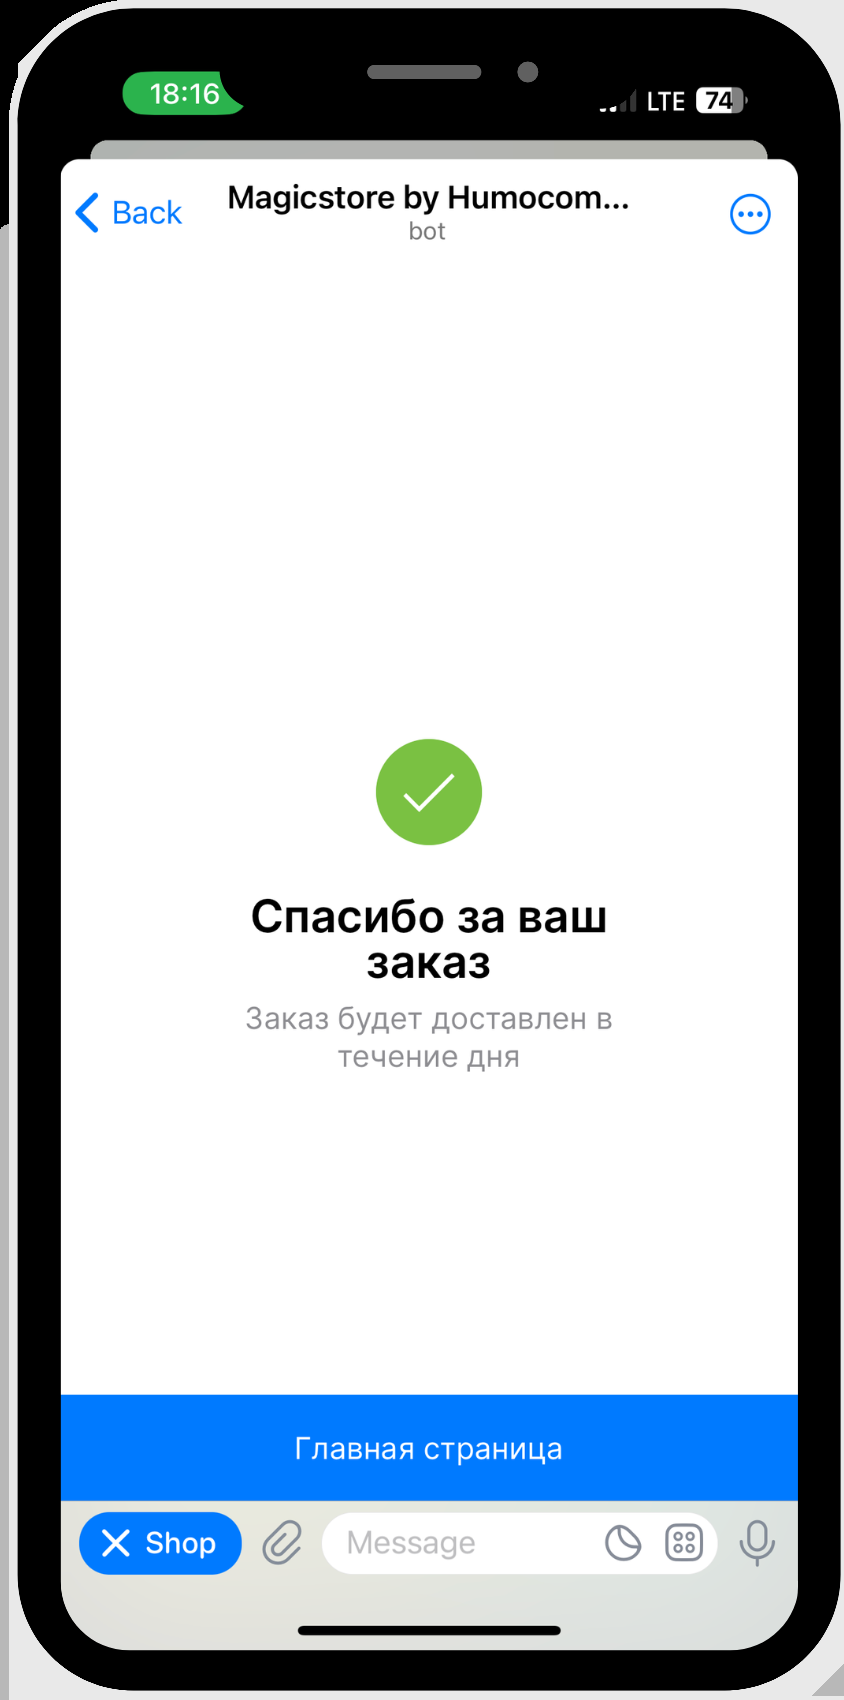 18:16
LTE 74
Back
Magicstore by Humocom...
bot
Спасибо за ваш
заказ
Заказ будет доставлен в
течение дня
Главная страница
Shop
Message